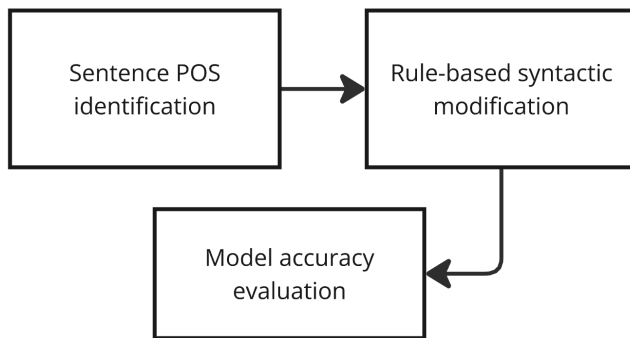 Sentence POS
identification
Rule-based syntactic
modification
Model accuracy
evaluation